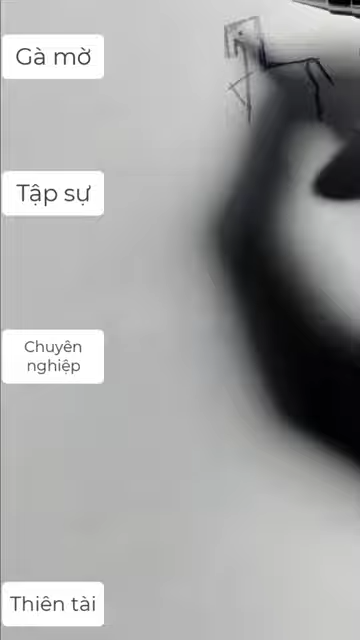 Gà mờ
Tập sự
Chuyên
nghiệp
Thiên tài